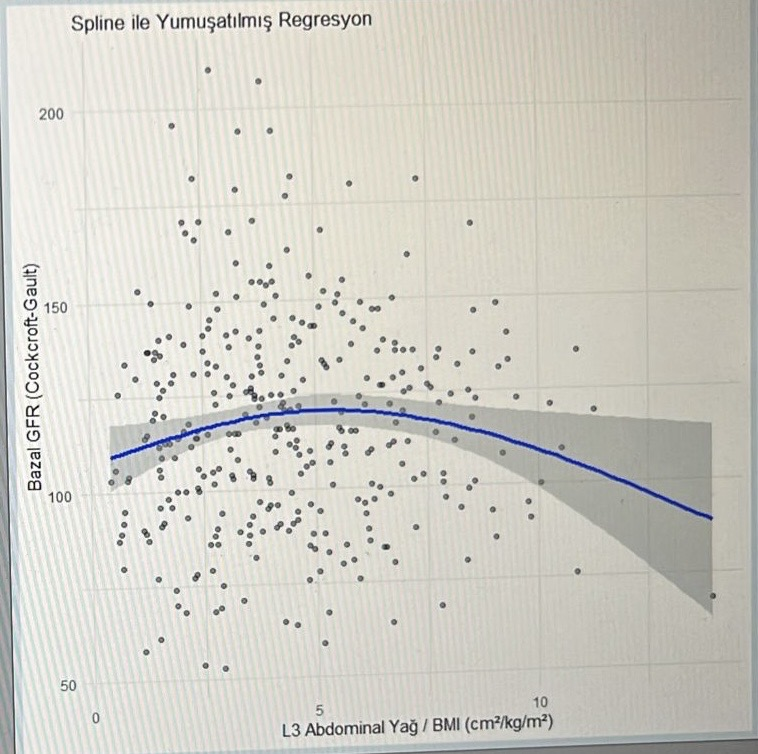 Spline ile Yumuşatılmış Regresyon
200
150
100
50
Bazal GFR (Cockcroft-Gault)
0
5
10
L3 Abdominal Yağ / BMI (cm²/kg/m²)